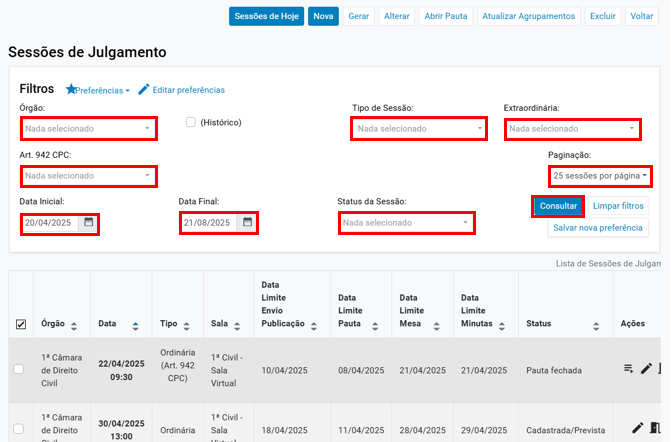 Sessões de Hoje Nova Gerar Alterar Abrir Pauta Atualizar Agrupamentos Excluir Voltar
Sessões de Julgamento
Filtros Preferências Editar preferências
Órgão: (Histórico) Tipo de Sessão: Extraordinária:
Nada selecionado Nada selecionado Nada selecionado
Art. 942 CPC: Paginação:
Nada selecionado 25 sessões por página
Data Inicial: Data Final: Status da Sessão: Consultar Limpar filtros
20/04/2025 21/08/2025 Nada selecionado Salvar nova preferência
Lista de Sessões de Julgam
Órgão Data Tipo Sala Data Limite Envio Publicação Data Limite Pauta Data Limite Mesa Data Limite Minutas Status Ações
1ª Câmara de Direito Civil 22/04/2025 09:30 Ordinária (Art. 942 CPC) 1ª Civil - Sala Virtual 10/04/2025 08/04/2025 21/04/2025 21/04/2025 Pauta fechada
1ª Câmara de Direito Civil 30/04/2025 13:00 Ordinária 1ª Civil - Sala Virtual 18/04/2025 11/04/2025 28/04/2025 29/04/2025 Cadastrada/Prevista